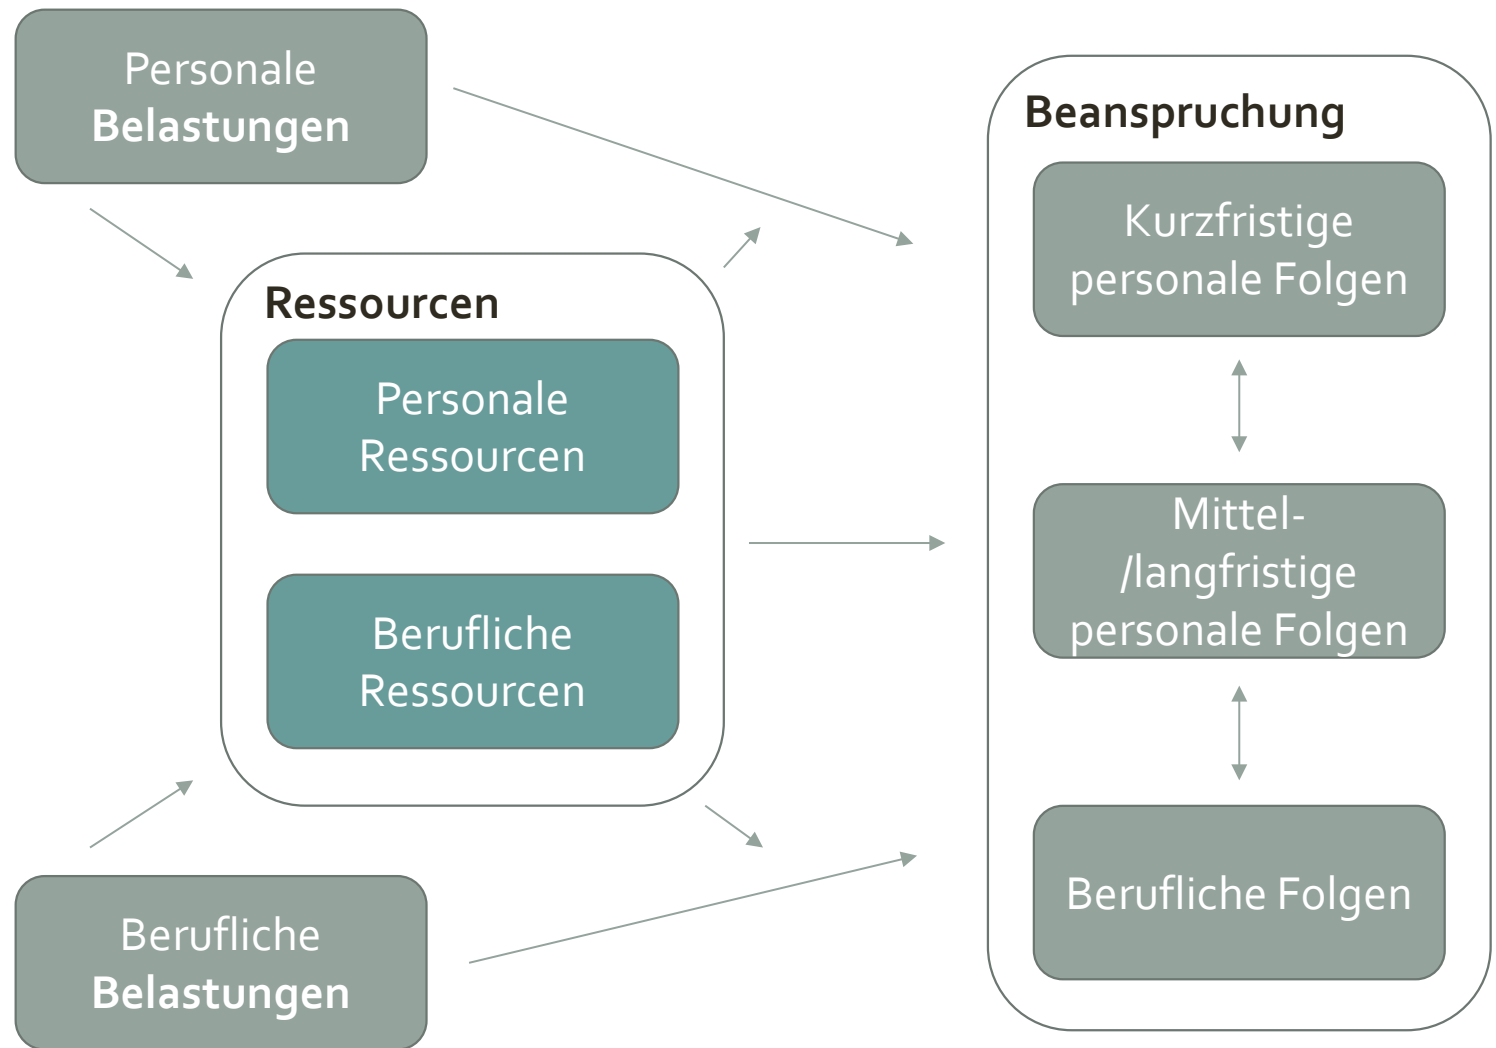 Personale
Belastungen
Ressourcen
Personale
Ressourcen
Berufliche
Ressourcen
Berufliche
Belastungen
Beanspruchung
Kurzfristige
personale Folgen
Mittel-
/langfristige
personale Folgen
Berufliche Folgen